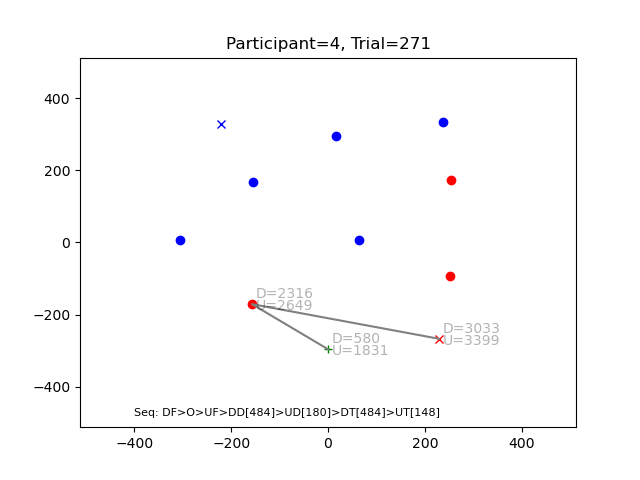 Participant=4, Trial=271
400
200
0
−200
−400
D=2316
U=2649
D=580
U=1831
D=3033
U=3399
Seq: DF>O>UF>DD[484]>UD[180]>DT[484]>UT[148]
−400
−200
0
200
400